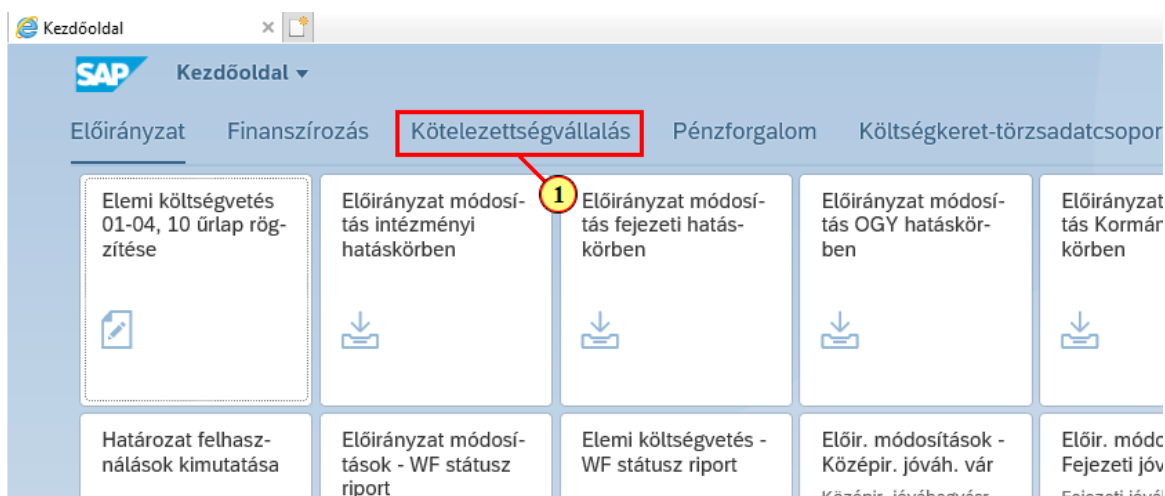 Kezdőoldal
SAP Kezdőoldal
Előirányzat Finanszírozás Kötelezettségvállalás Pénzforgalom Költségkeret-törzsadatcsopor
1
Elemi költségvetés
01-04, 10 űrlap rög-
zítése
Előirányzat módosí-
tás intézményi
hatáskörben
Előirányzat módosí-
tás fejezeti hatás-
körben
Előirányzat módosí-
tás OGY hatáskör-
ben
Előirányzat
tás Kormán
körben
Határozat felhasz-
nálások kimutatása
Előirányzat módosí-
tások - WF státusz
riport
Elemi költségvetés -
WF státusz riport
Előir. módosítások -
Középir. jóváh. vár
Előir. módo
Fejezeti jóv